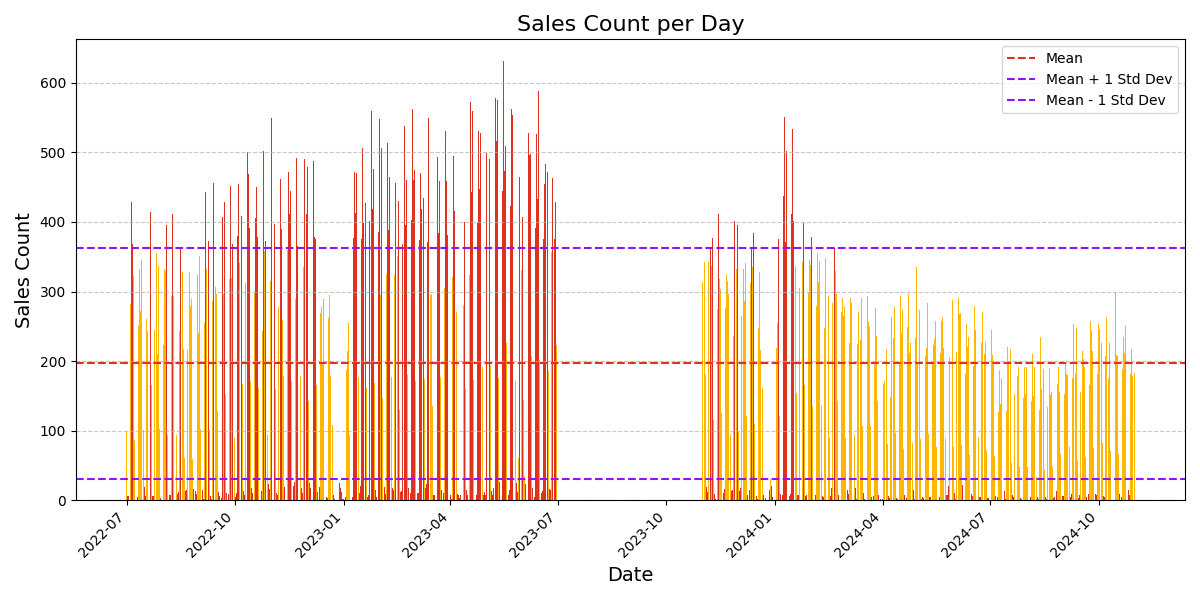 Sales Count per Day
Mean
Mean + 1 Std Dev
Mean - 1 Std Dev
Sales Count
600
500
400
300
200
100
0
2022-07
2022-10
2023-01
2023-04
2023-07
2023-10
2024-01
2024-04
2024-07
2024-10
Date